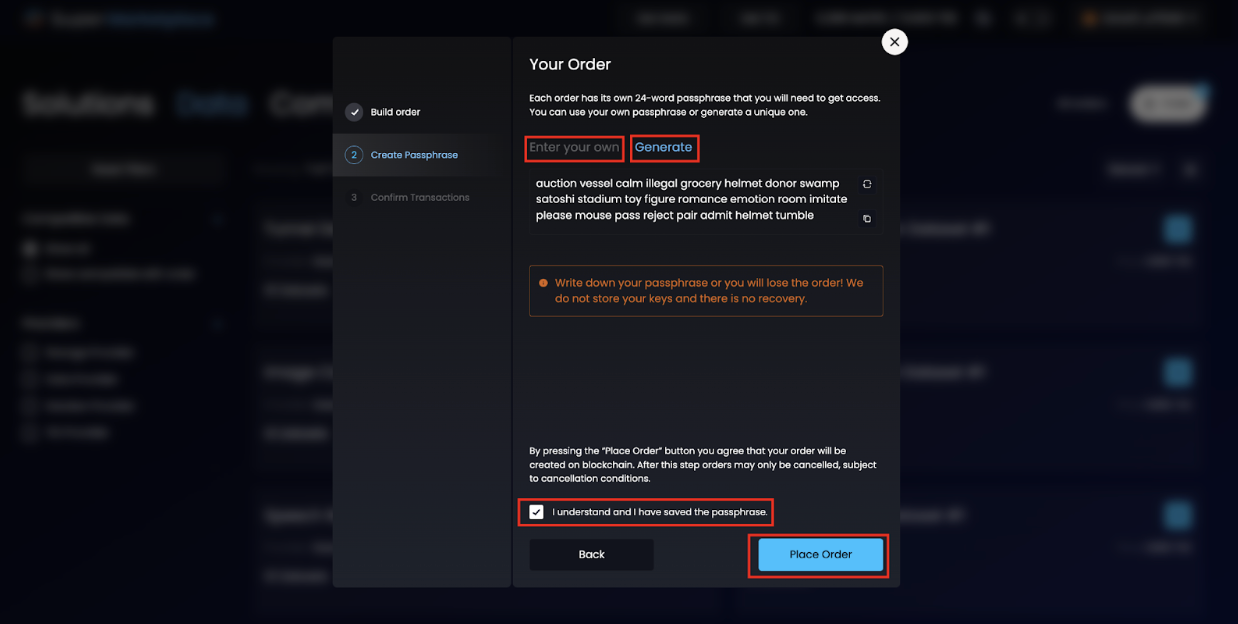 Super Marketplace
Solutions Data
Your Order
Each order has its own 24-word passphrase that you will need to get access.
You can use your own passphrase or generate a unique one.
Build order
2 Create Passphrase
3 Confirm Transactions
Enter your own Generate
auction vessel calm illegal grocery helmet donor swamp
satoshi stadium toy figure romance emotion room imitate
please mouse pass reject pair admit helmet tumble
Write down your passphrase or you will lose the order! We
do not store your keys and there is no recovery.
By pressing the "Place Order" button you agree that your order will be
created on blockchain. After this step orders may only be cancelled, subject
to cancellation conditions.
I understand and I have saved the passphrase.
Back
Place Order